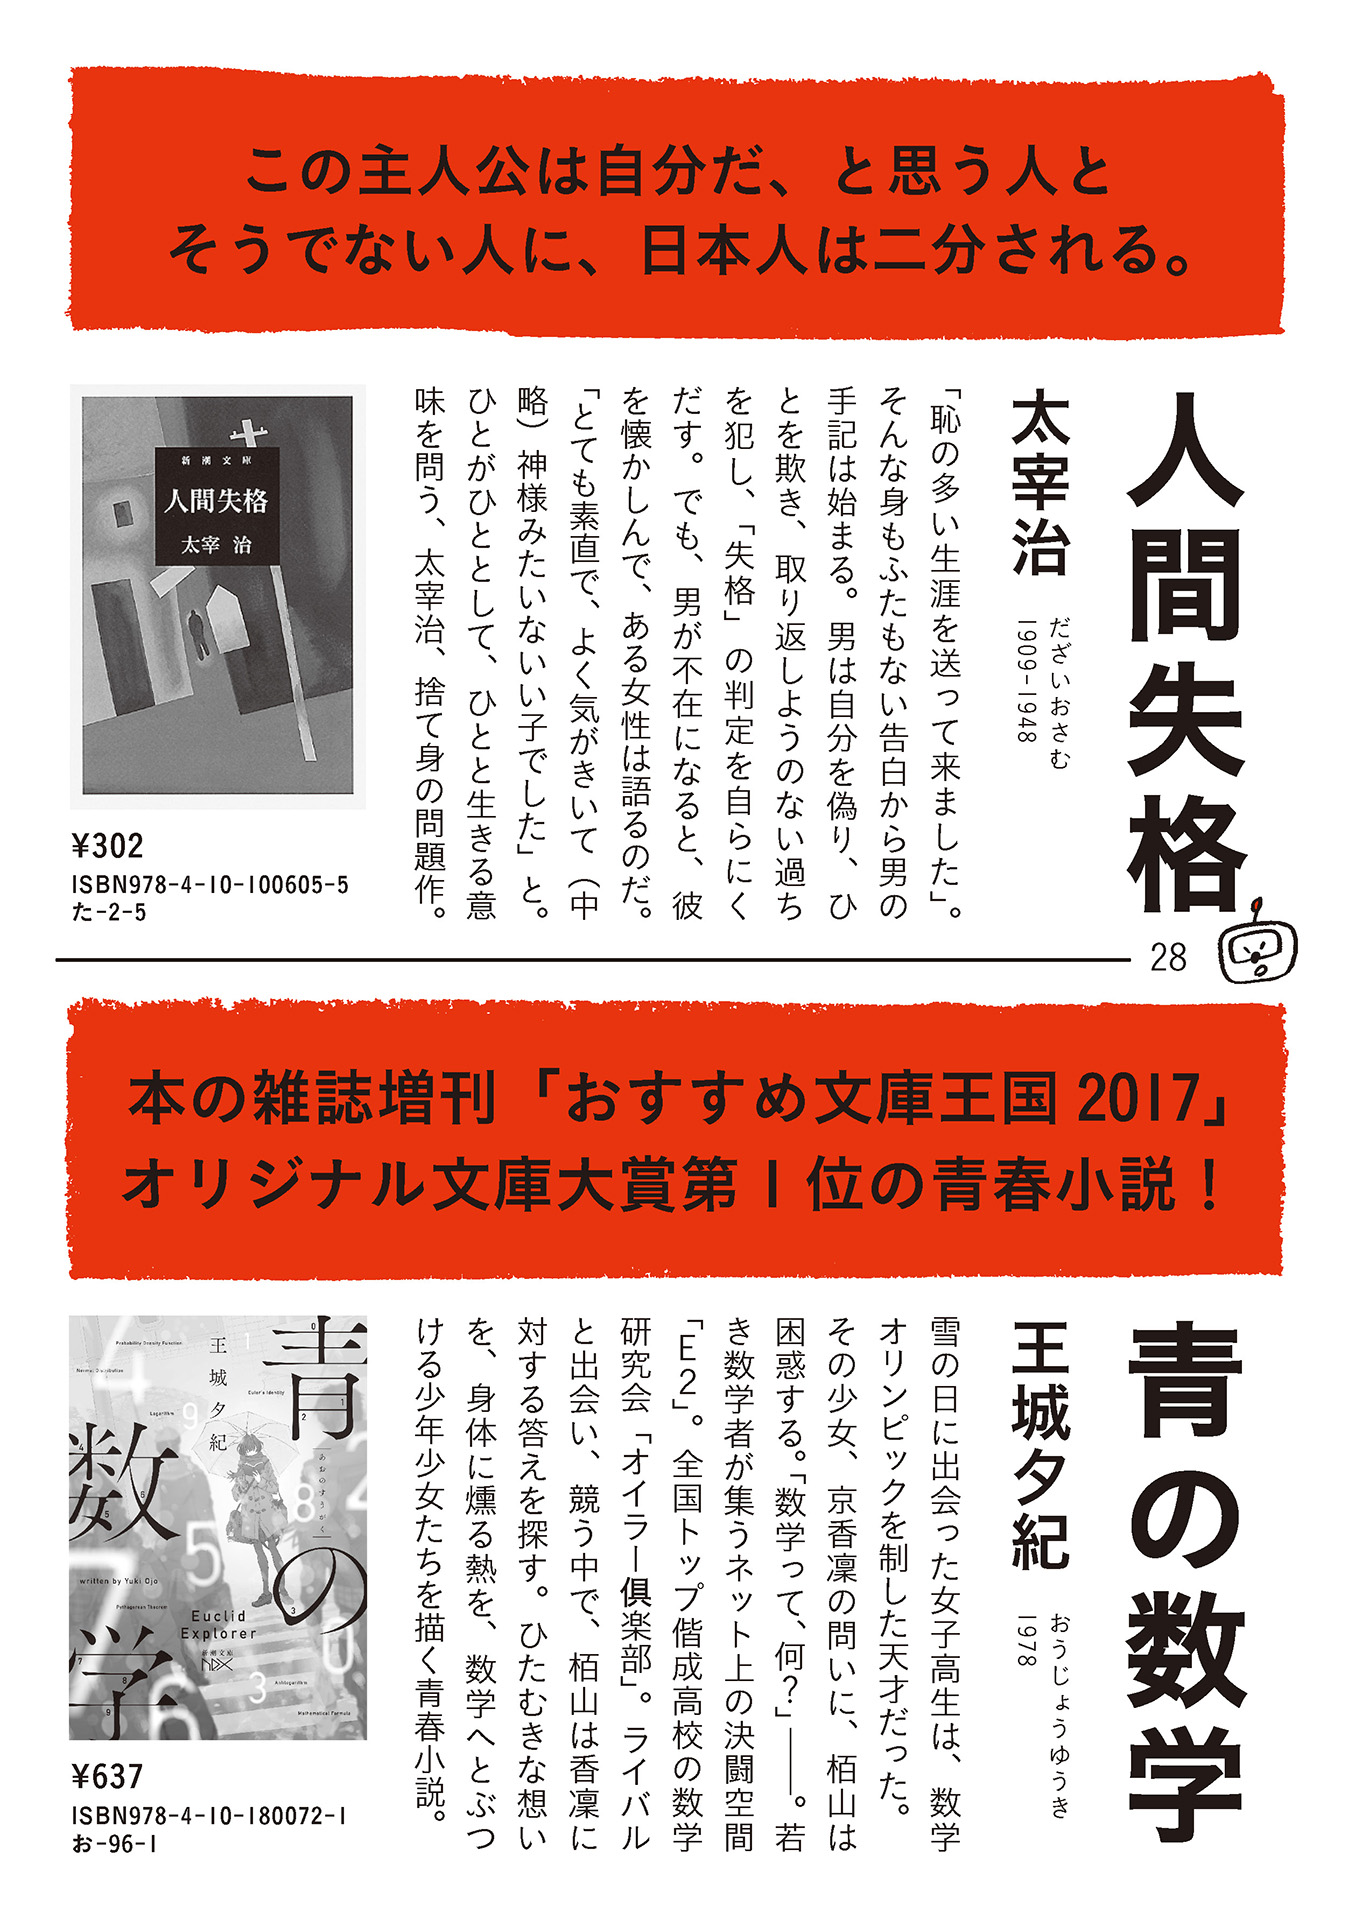 この主人公は自分だ、と思う人と
そうでない人に、日本人は二分される。
人間失格
太宰治
だざいおさむ
1909-1948
「恥の多い生涯を送って来ました」。
そんな身もふたもない告白から男の
手記は始まる。男は自分を偽り、ひ
とを欺き、取り返しようのない過ち
を犯し、「失格」の判定を自らにく
だす。でも、男が不在になると、彼
を懐かしんで、ある女性は語るのだ。
「とても素直で、よく気がきいて（中
略）神様みたいないい子でした」と。
ひとがひととして、ひとと生きる意
味を問う、太宰治、捨て身の問題作。
新潮文庫
人間失格
太宰 治
¥302
ISBN978-4-10-100605-5
た-2-5
28
本の雑誌増刊「おすすめ文庫王国2017」
オリジナル文庫大賞第1位の青春小説！
青の数学
王城夕紀
おうじょうゆうき
1978
雪の日に出会った女子高生は、数学
オリンピックを制した天才だった。
その少女、京香凜の問いに、栢山は
困惑する。「数学って、何？」――。若
き数学者が集うネット上の決闘空間
「E2」。全国トップ偕成高校の数学
研究会「オイラー俱楽部」。ライバル
と出会い、競う中で、栢山は香凜に
対する答えを探す。ひたむきな想い
を、身体に燻る熱を、数学へとぶつ
ける少年少女たちを描く青春小説。
青の
数学
あおのすうがく
王城夕紀
Probability Density Function
Normal Distribution
Logarithm
Euler's Identity
written by Yuki Ojo
Pythagorean Theorem
Euclid
Explorer
新潮文庫
nex
Antilogarithm
Mathematical Formula
¥637
ISBN978-4-10-180072-1
お-96-1